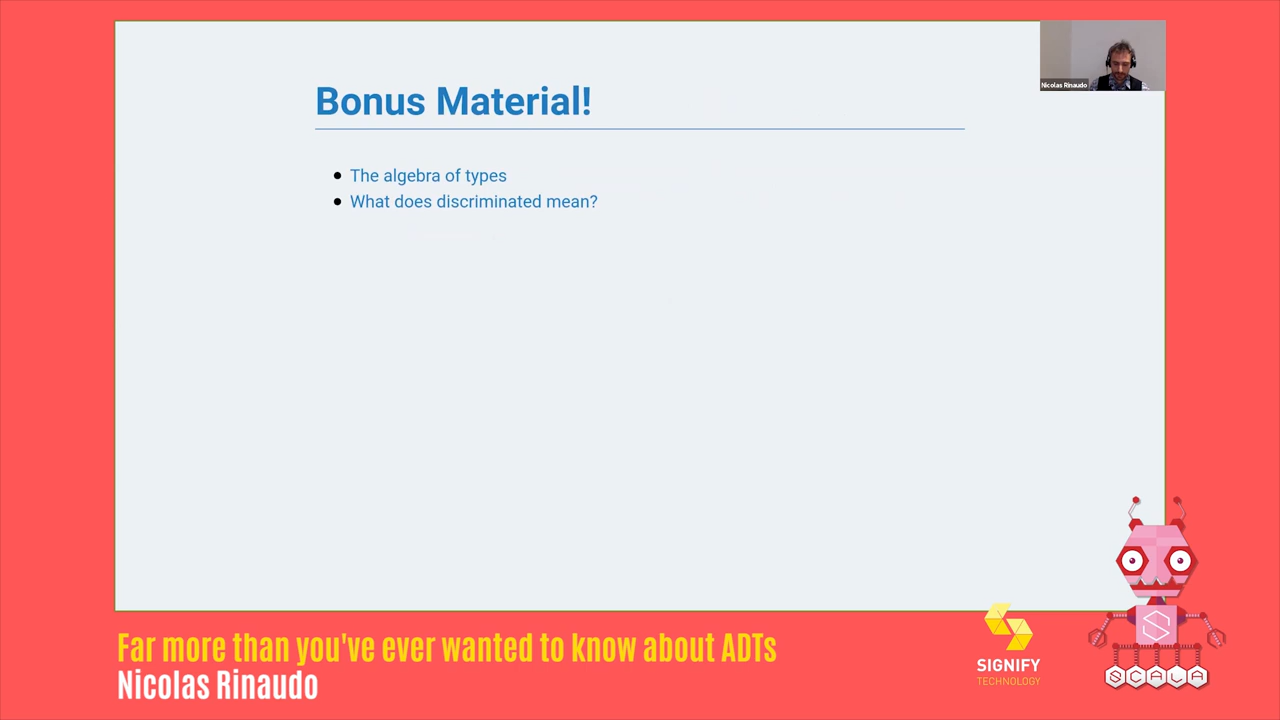 Bonus Material!
Nicolas Rinaudo
The algebra of types
What does discriminated mean?
Far more than you've ever wanted to know about ADTs
Nicolas Rinaudo
SIGNIFY
TECHNOLOGY
S
SCALA